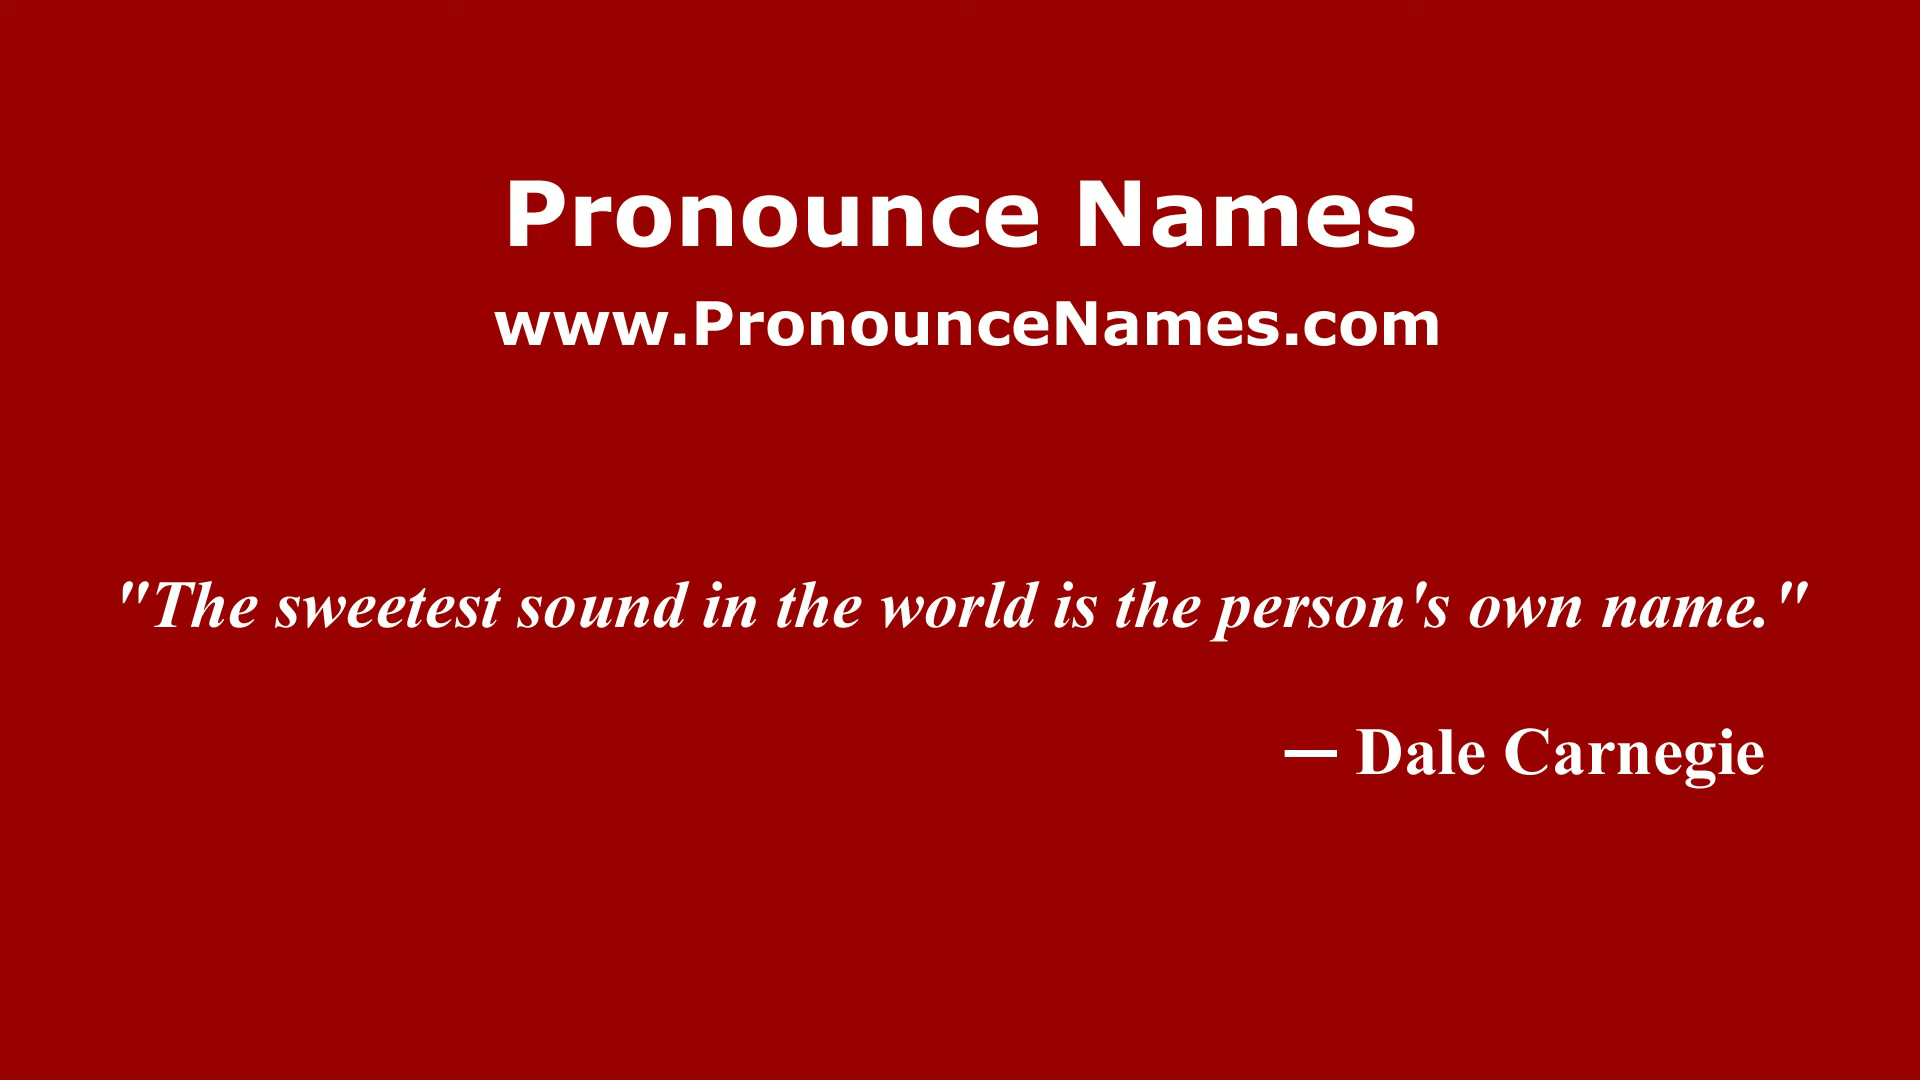 Pronounce Names
www.PronounceNames.com
"The sweetest sound in the world is the person's own name."
— Dale Carnegie